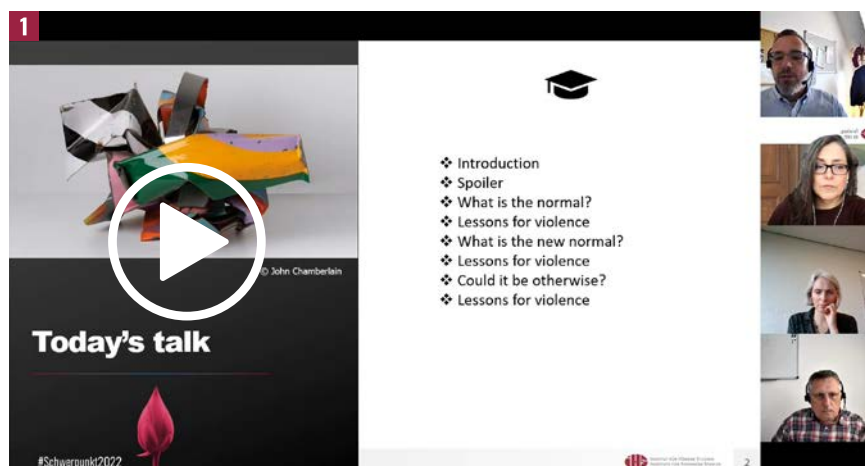 1
© John Chamberlain
Today's talk
#Schwerpunkt2022
❖ Introduction
❖ Spoiler
❖ What is the normal?
❖ Lessons for violence
❖ What is the new normal?
❖ Lessons for violence
❖ Could it be otherwise?
❖ Lessons for violence
2